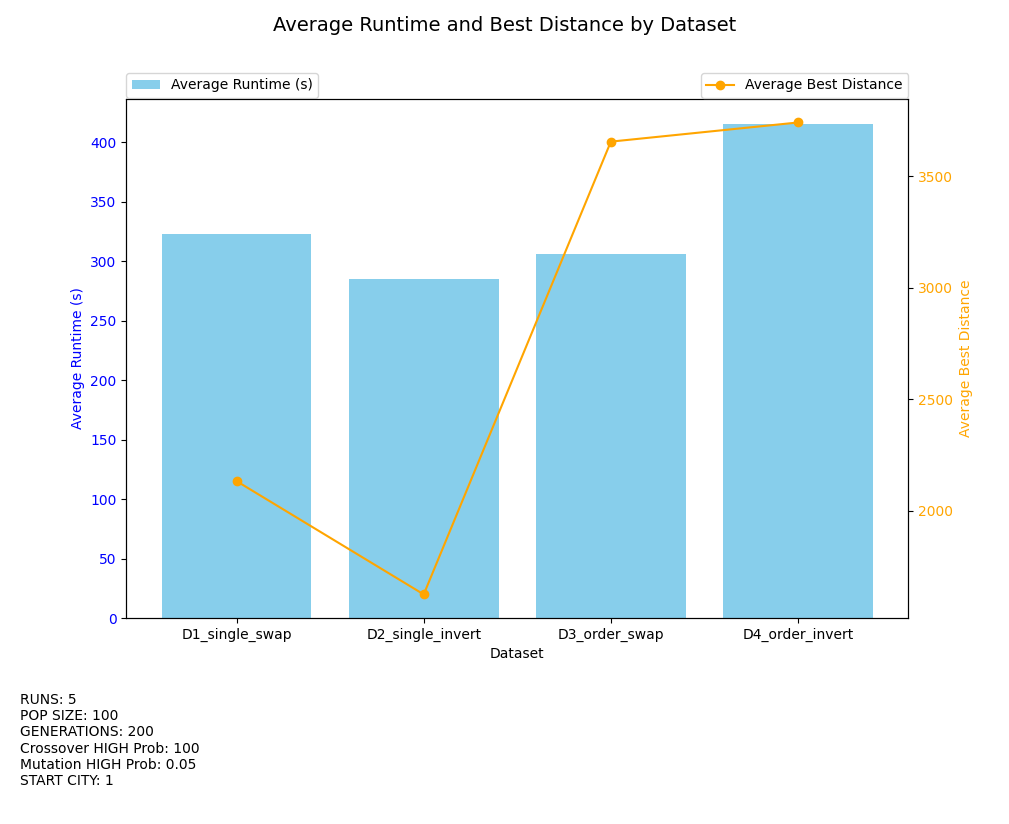 Average Runtime and Best Distance by Dataset
Average Runtime (s)
Average Best Distance
400
350
300
250
200
150
100
50
0
Average Runtime (s)
3500
3000
2500
2000
Average Best Distance
D1_single_swap
D2_single_invert
D3_order_swap
D4_order_invert
Dataset
RUNS: 5
POP SIZE: 100
GENERATIONS: 200
Crossover HIGH Prob: 100
Mutation HIGH Prob: 0.05
START CITY: 1